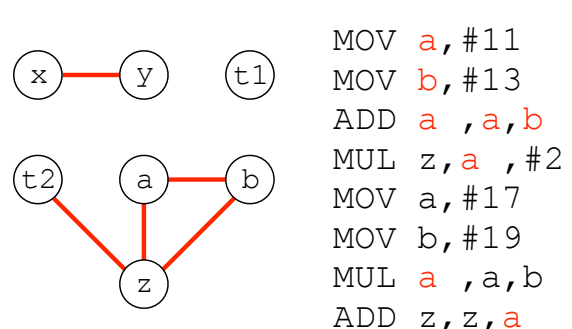 x y t1
t2 a b
z
MOV a,#11
MOV b,#13
ADD a ,a,b
MUL z,a ,#2
MOV a,#17
MOV b,#19
MUL a ,a,b
ADD z,z,a